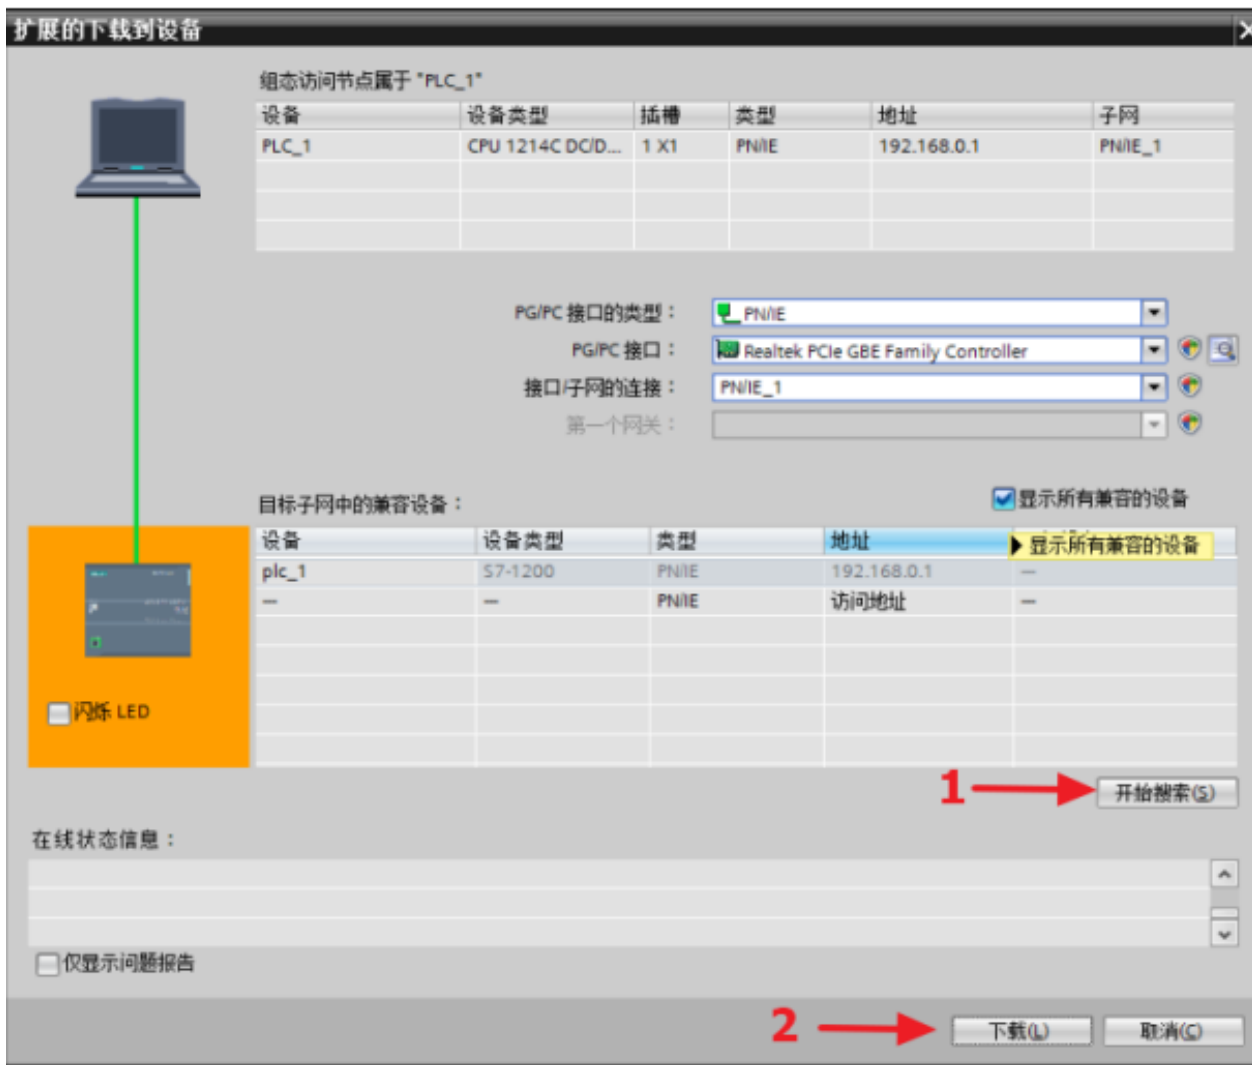 扩展的下载到设备
组态访问节点属于 "PLC_1"
设备 设备类型 插槽 类型 地址 子网
PLC_1 CPU 1214C DC/D... 1 X1 PN/IE 192.168.0.1 PN/IE_1
PG/PC 接口的类型： PN/IE
PG/PC 接口： Realtek PCIe GBE Family Controller
接口/子网的连接： PN/IE_1
第一个网关：
目标子网中的兼容设备： 显示所有兼容的设备
设备 设备类型 类型 地址
显示所有兼容的设备
plc_1 S7-1200 PN/IE 192.168.0.1 —
— — PN/IE 访问地址 —
闪烁 LED
1 开始搜索(S)
在线状态信息：
仅显示问题报告
2 下载(L) 取消(C)